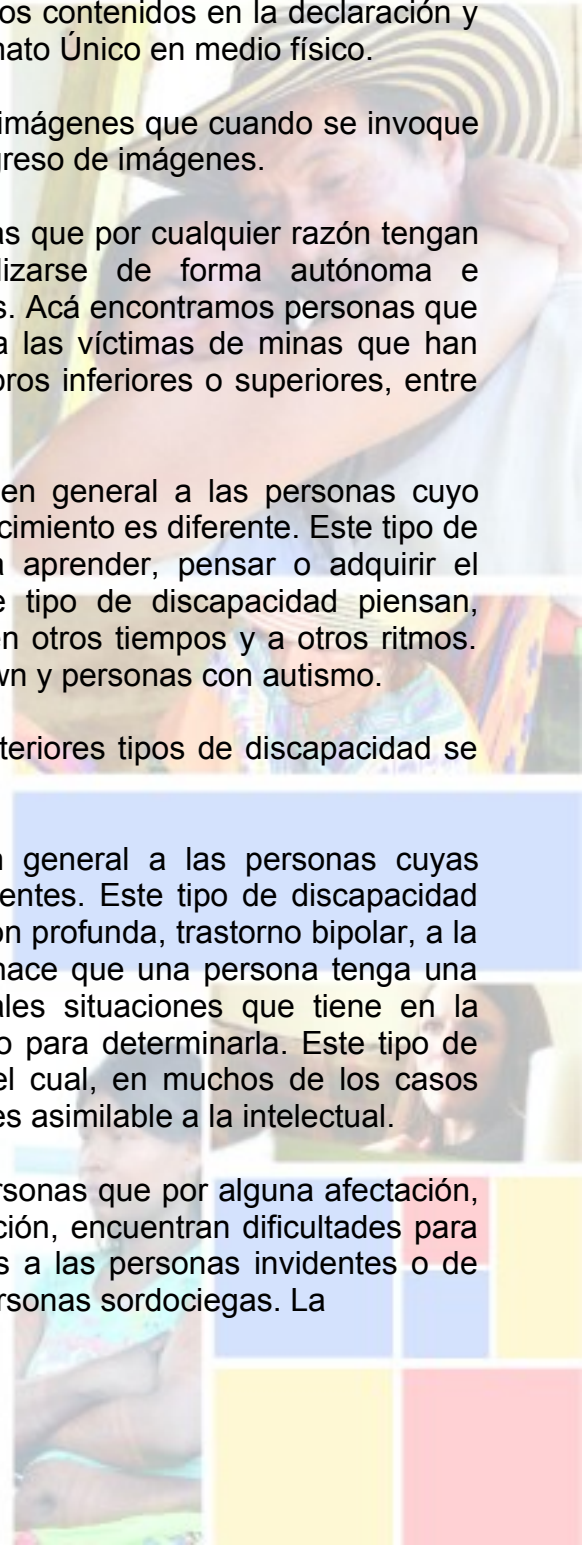 os contenidos en la declaración y
nato Único en medio físico.
imágenes que cuando se invoque
greso de imágenes.
as que por cualquier razón tengan
lizarse de forma autónoma e
s. Acá encontramos personas que
a las víctimas de minas que han
bros inferiores o superiores, entre
en general a las personas cuyo
cimiento es diferente. Este tipo de
a aprender, pensar o adquirir el
e tipo de discapacidad piensan,
en otros tiempos y a otros ritmos.
wn y personas con autismo.
teriores tipos de discapacidad se
n general a las personas cuyas
entes. Este tipo de discapacidad
ón profunda, trastorno bipolar, a la
hace que una persona tenga una
ales situaciones que tiene en la
o para determinarla. Este tipo de
el cual, en muchos de los casos
es asimilable a la intelectual.
ersonas que por alguna afectación,
ción, encuentran dificultades para
s a las personas invidentes o de
ersonas sordociegas. La